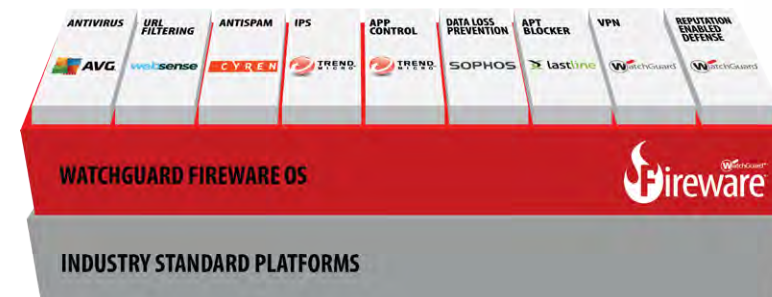 ANTIVIRUS
URL
FILTERING
ANTISPAM
IPS
APP
CONTROL
DATA LOSS
PREVENTION
APT
BLOCKER
VPN
REPUTATION
ENABLED
DEFENSE
AVG.
websense
CYREN
TREND
MICRO
TREND
MICRO
SOPHOS
lastline
WatchGuard
WatchGuard
WATCHGUARD FIREWARE OS
WatchGuard
Fireware
INDUSTRY STANDARD PLATFORMS